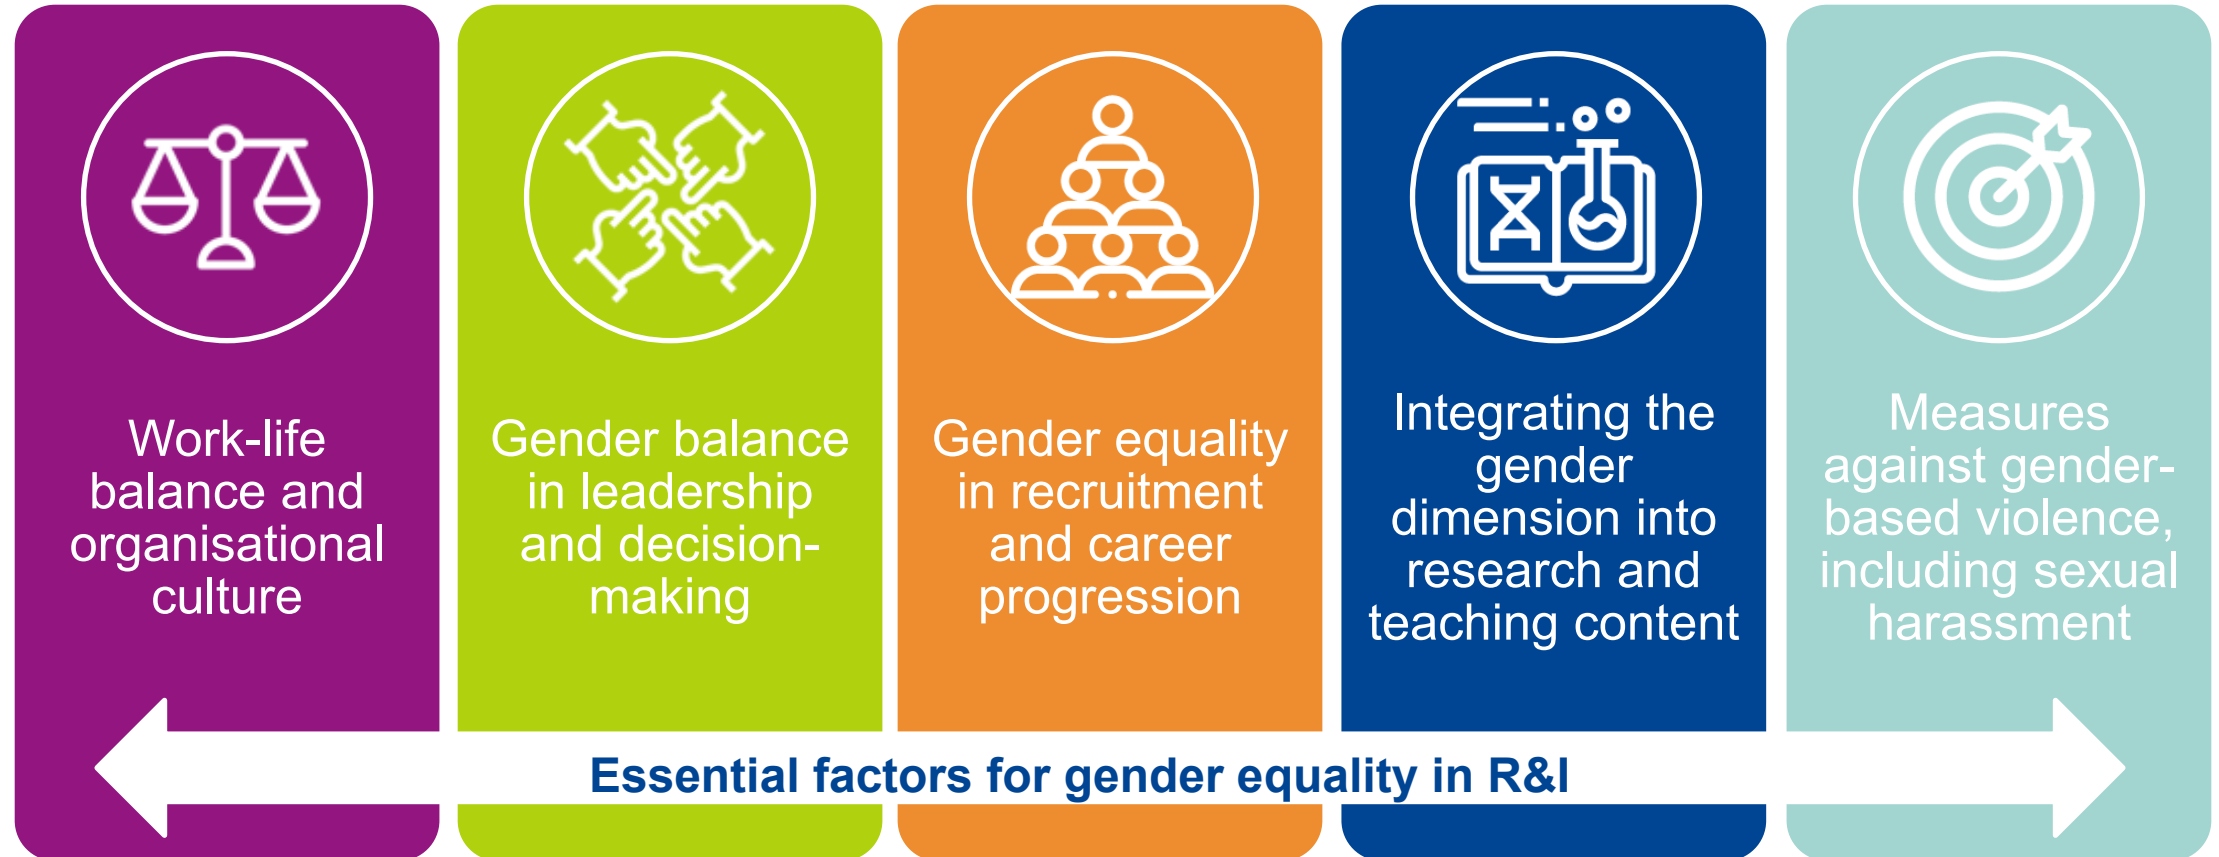 Work-life
balance and
organisational
culture
Gender balance
in leadership
and decision-
making
Gender equality
in recruitment
and career
progression
Integrating the
gender
dimension into
research and
teaching content
Measures
against gender-
based violence,
including sexual
harassment
Essential factors for gender equality in R&I